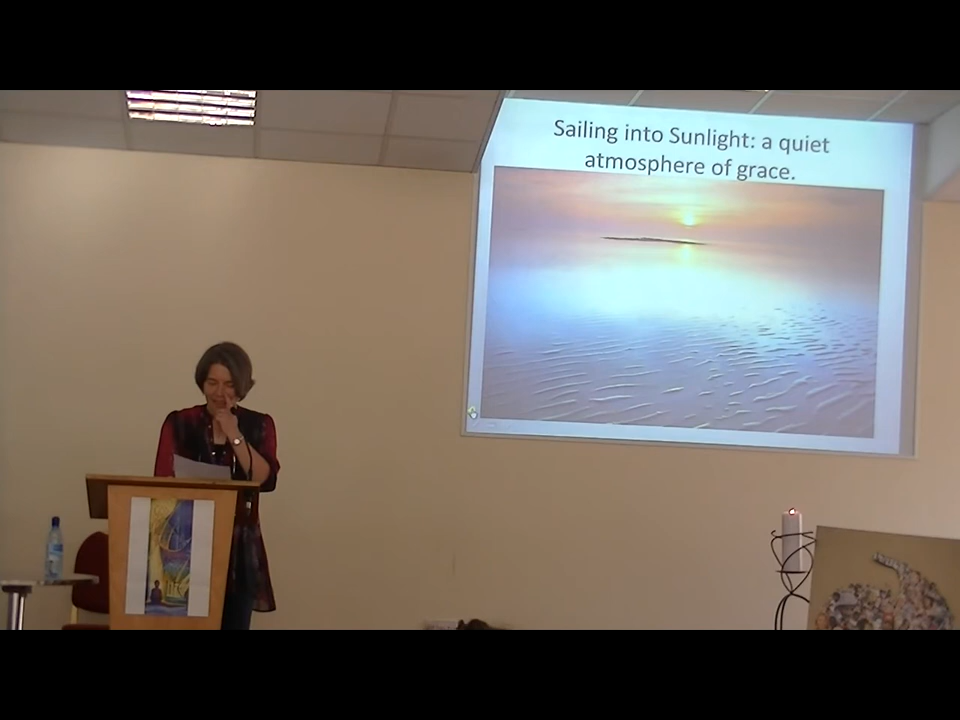 Sailing into Sunlight: a quiet
atmosphere of grace.